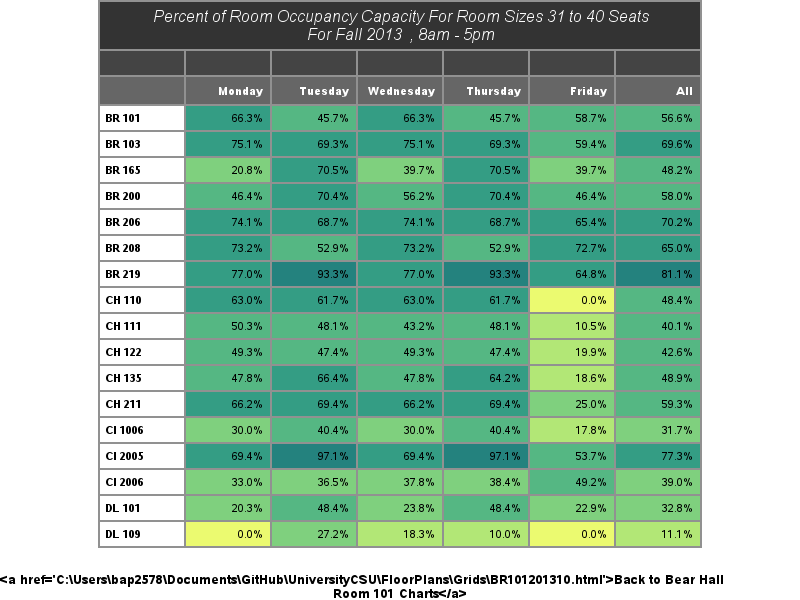 Percent of Room Occupancy Capacity For Room Sizes 31 to 40 Seats
For Fall 2013 , 8am - 5pm
Monday Tuesday Wednesday Thursday Friday All
BR 101 66.3% 45.7% 66.3% 45.7% 58.7% 56.6%
BR 103 75.1% 69.3% 75.1% 69.3% 59.4% 69.6%
BR 165 20.8% 70.5% 39.7% 70.5% 39.7% 48.2%
BR 200 46.4% 70.4% 56.2% 70.4% 46.4% 58.0%
BR 206 74.1% 68.7% 74.1% 68.7% 65.4% 70.2%
BR 208 73.2% 52.9% 73.2% 52.9% 72.7% 65.0%
BR 219 77.0% 93.3% 77.0% 93.3% 64.8% 81.1%
CH 110 63.0% 61.7% 63.0% 61.7% 0.0% 48.4%
CH 111 50.3% 48.1% 43.2% 48.1% 10.5% 40.1%
CH 122 49.3% 47.4% 49.3% 47.4% 19.9% 42.6%
CH 135 47.8% 66.4% 47.8% 64.2% 18.6% 48.9%
CH 211 66.2% 69.4% 66.2% 69.4% 25.0% 59.3%
CI 1006 30.0% 40.4% 30.0% 40.4% 17.8% 31.7%
CI 2005 69.4% 97.1% 69.4% 97.1% 53.7% 77.3%
CI 2006 33.0% 36.5% 37.8% 38.4% 49.2% 39.0%
DL 101 20.3% 48.4% 23.8% 48.4% 22.9% 32.8%
DL 109 0.0% 27.2% 18.3% 10.0% 0.0% 11.1%
<a href='C:\Users\bap2578\Documents\GitHub\UniversityCSU\FloorPlans\Grids\BR101201310.html'>Back to Bear Hall
Room 101 Charts</a>